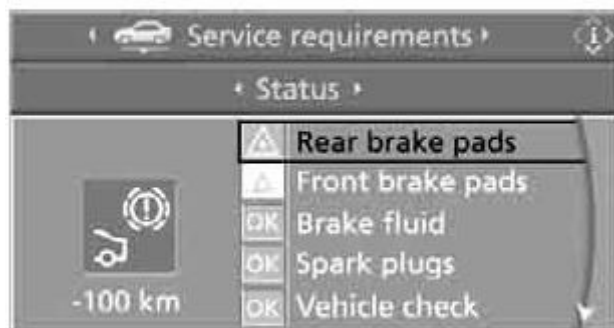 Service requirements
i
Status
Rear brake pads
Front brake pads
OK Brake fluid
OK Spark plugs
-100 km
OK Vehicle check